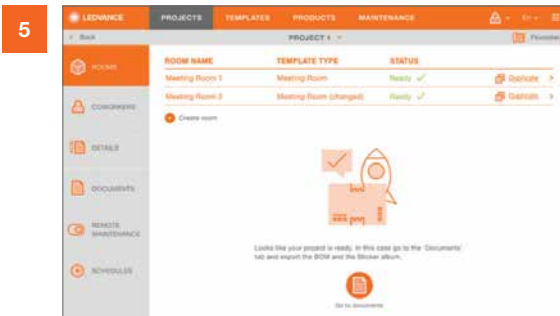 5
LEDVANCE PROJECTS TEMPLATES PRODUCTS MAINTENANCE En
Back PROJECT 1
ROOMS
COWORKERS
DETAILS
DOCUMENTS
REMOTE MAINTENANCE
SCHEDULES
ROOM NAME TEMPLATE TYPE STATUS
Meeting Room 1 Meeting Room Ready Duplicate
Meeting Room 2 Meeting Room (changed) Ready Duplicate
Create room
Looks like your project is ready. In this case go to the 'Documents'
tab and export the BOM and the Sticker album.
Go to documents